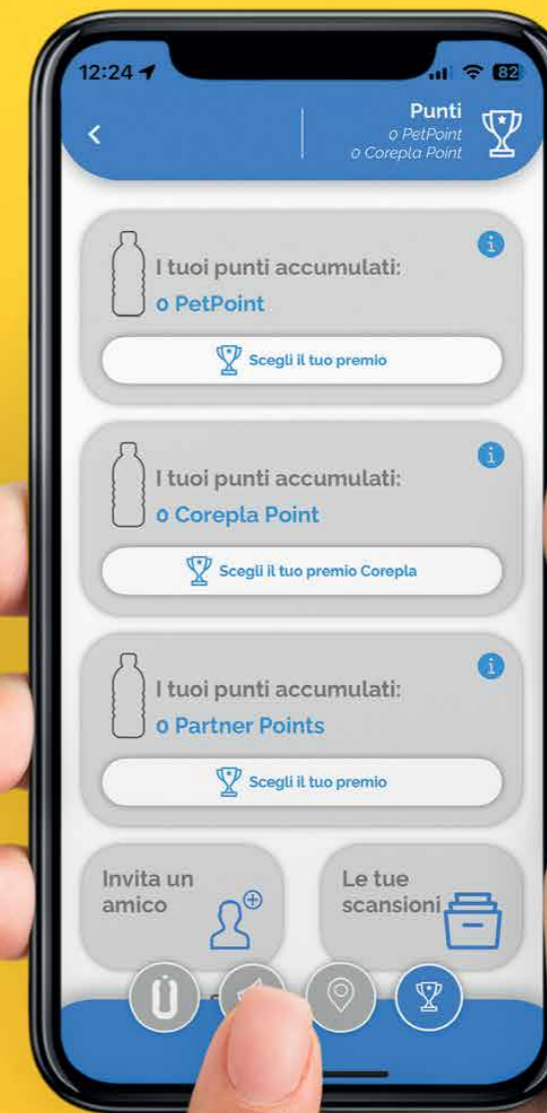 12:24
82
Punti
0 PetPoint
0 Corepla Point
I tuoi punti accumulati:
0 PetPoint
Scegli il tuo premio
I tuoi punti accumulati:
0 Corepla Point
Scegli il tuo premio Corepla
I tuoi punti accumulati:
0 Partner Points
Scegli il tuo premio
Invita un
amico
Le tue
scansioni